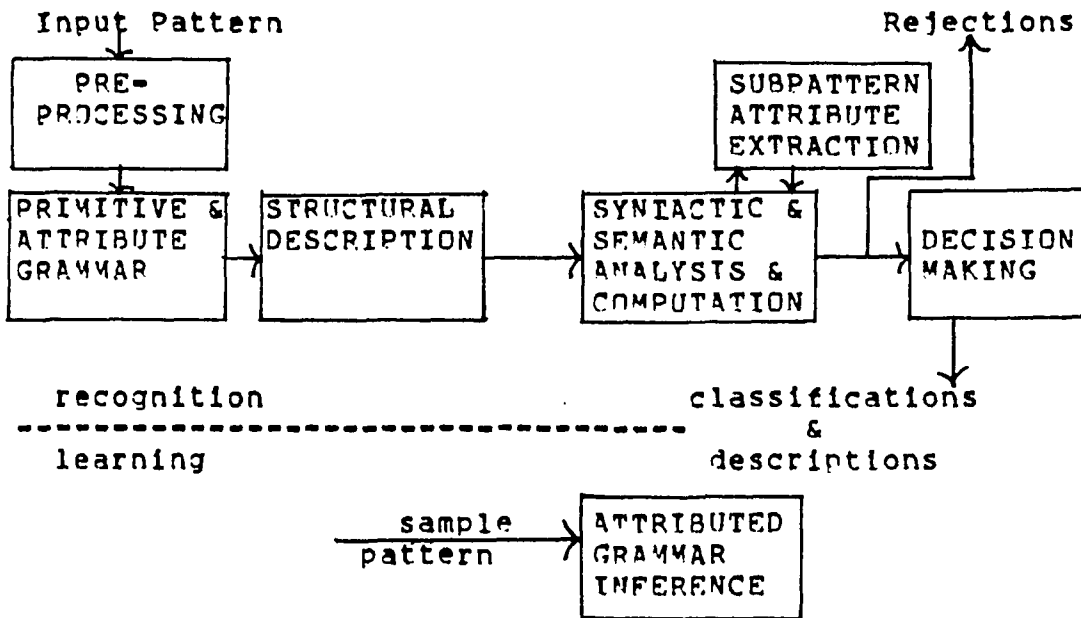 Input Pattern
Rejections
PRE-
PROCESSING
SUBPATTERN
ATTRIBUTE
EXTRACTION
PRIMITIVE &
ATTRIBUTE
GRAMMAR
STRUCTURAL
DESCRIPTION
SYNTACTIC &
SEMANTIC
ANALYSTS &
COMPUTATION
DECISION
MAKING
recognition
classifications
&
descriptions
learning
sample
pattern
ATTRIBUTED
GRAMMAR
INFERENCE